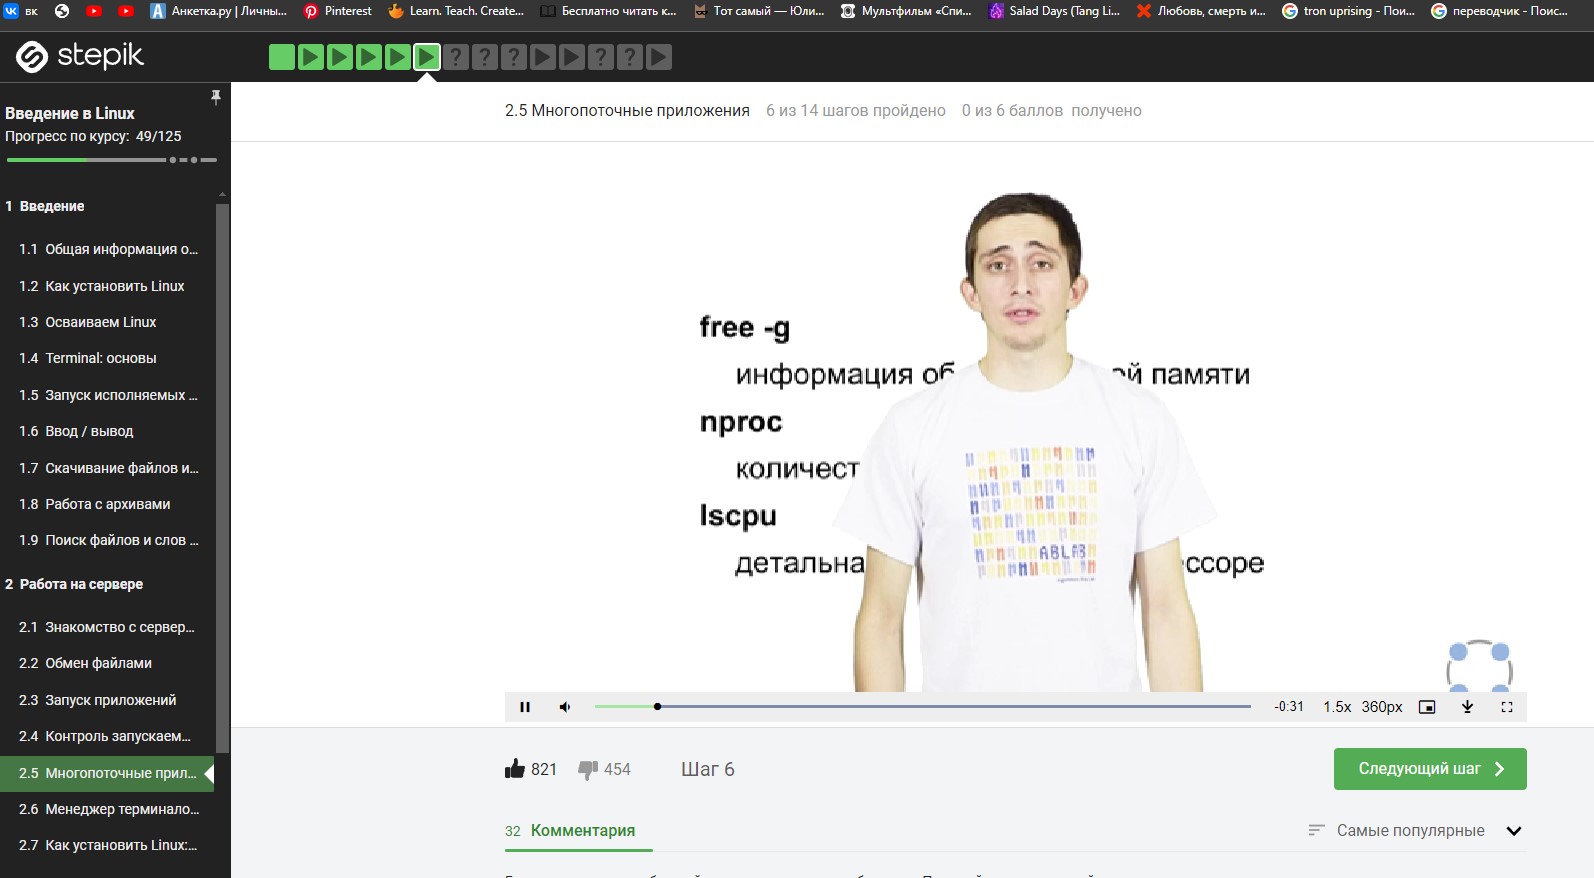 вк
Анкетка.ру | Личны...
Pinterest
Learn. Teach. Create...
Бесплатно читать к...
Тот самый — Юли...
Мультфильм «Спи...
Salad Days (Tang Li...
Любовь, смерть и...
tron uprising - Пои...
переводчик - Поис...
stepik
? ? ? ? ?
Введение в Linux
Прогресс по курсу: 49/125
1 Введение
1.1 Общая информация о...
1.2 Как установить Linux
1.3 Осваиваем Linux
1.4 Terminal: основы
1.5 Запуск исполняемых ...
1.6 Ввод / вывод
1.7 Скачивание файлов и...
1.8 Работа с архивами
1.9 Поиск файлов и слов ...
2 Работа на сервере
2.1 Знакомство с сервер...
2.2 Обмен файлами
2.3 Запуск приложений
2.4 Контроль запускаем...
2.5 Многопоточные прил...
2.6 Менеджер терминало...
2.7 Как установить Linux:...
2.5 Многопоточные приложения 6 из 14 шагов пройдено 0 из 6 баллов получено
free -g
информация об ой памяти
nproc
количест
lscpu
детальна ссоре
ABLAB
-0:31 1.5x 360px
821 454 Шаг 6
Следующий шаг
32 Комментария
Самые популярные